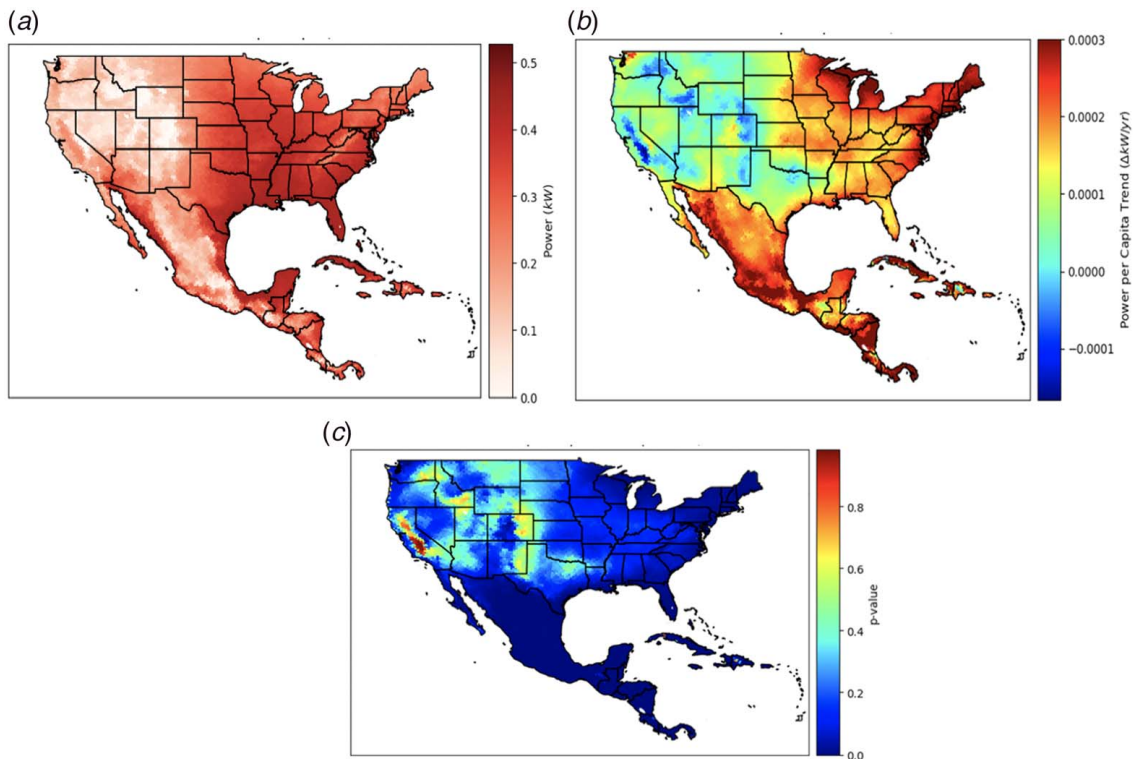 (a)
0.5
0.4
0.3
0.2
0.1
0.0
Power (kW)
(b)
0.0003
0.0002
0.0001
0.0000
−0.0001
Power per Capita Trend (ΔkW/yr)
(c)
0.8
0.6
0.4
0.2
0.0
p-value